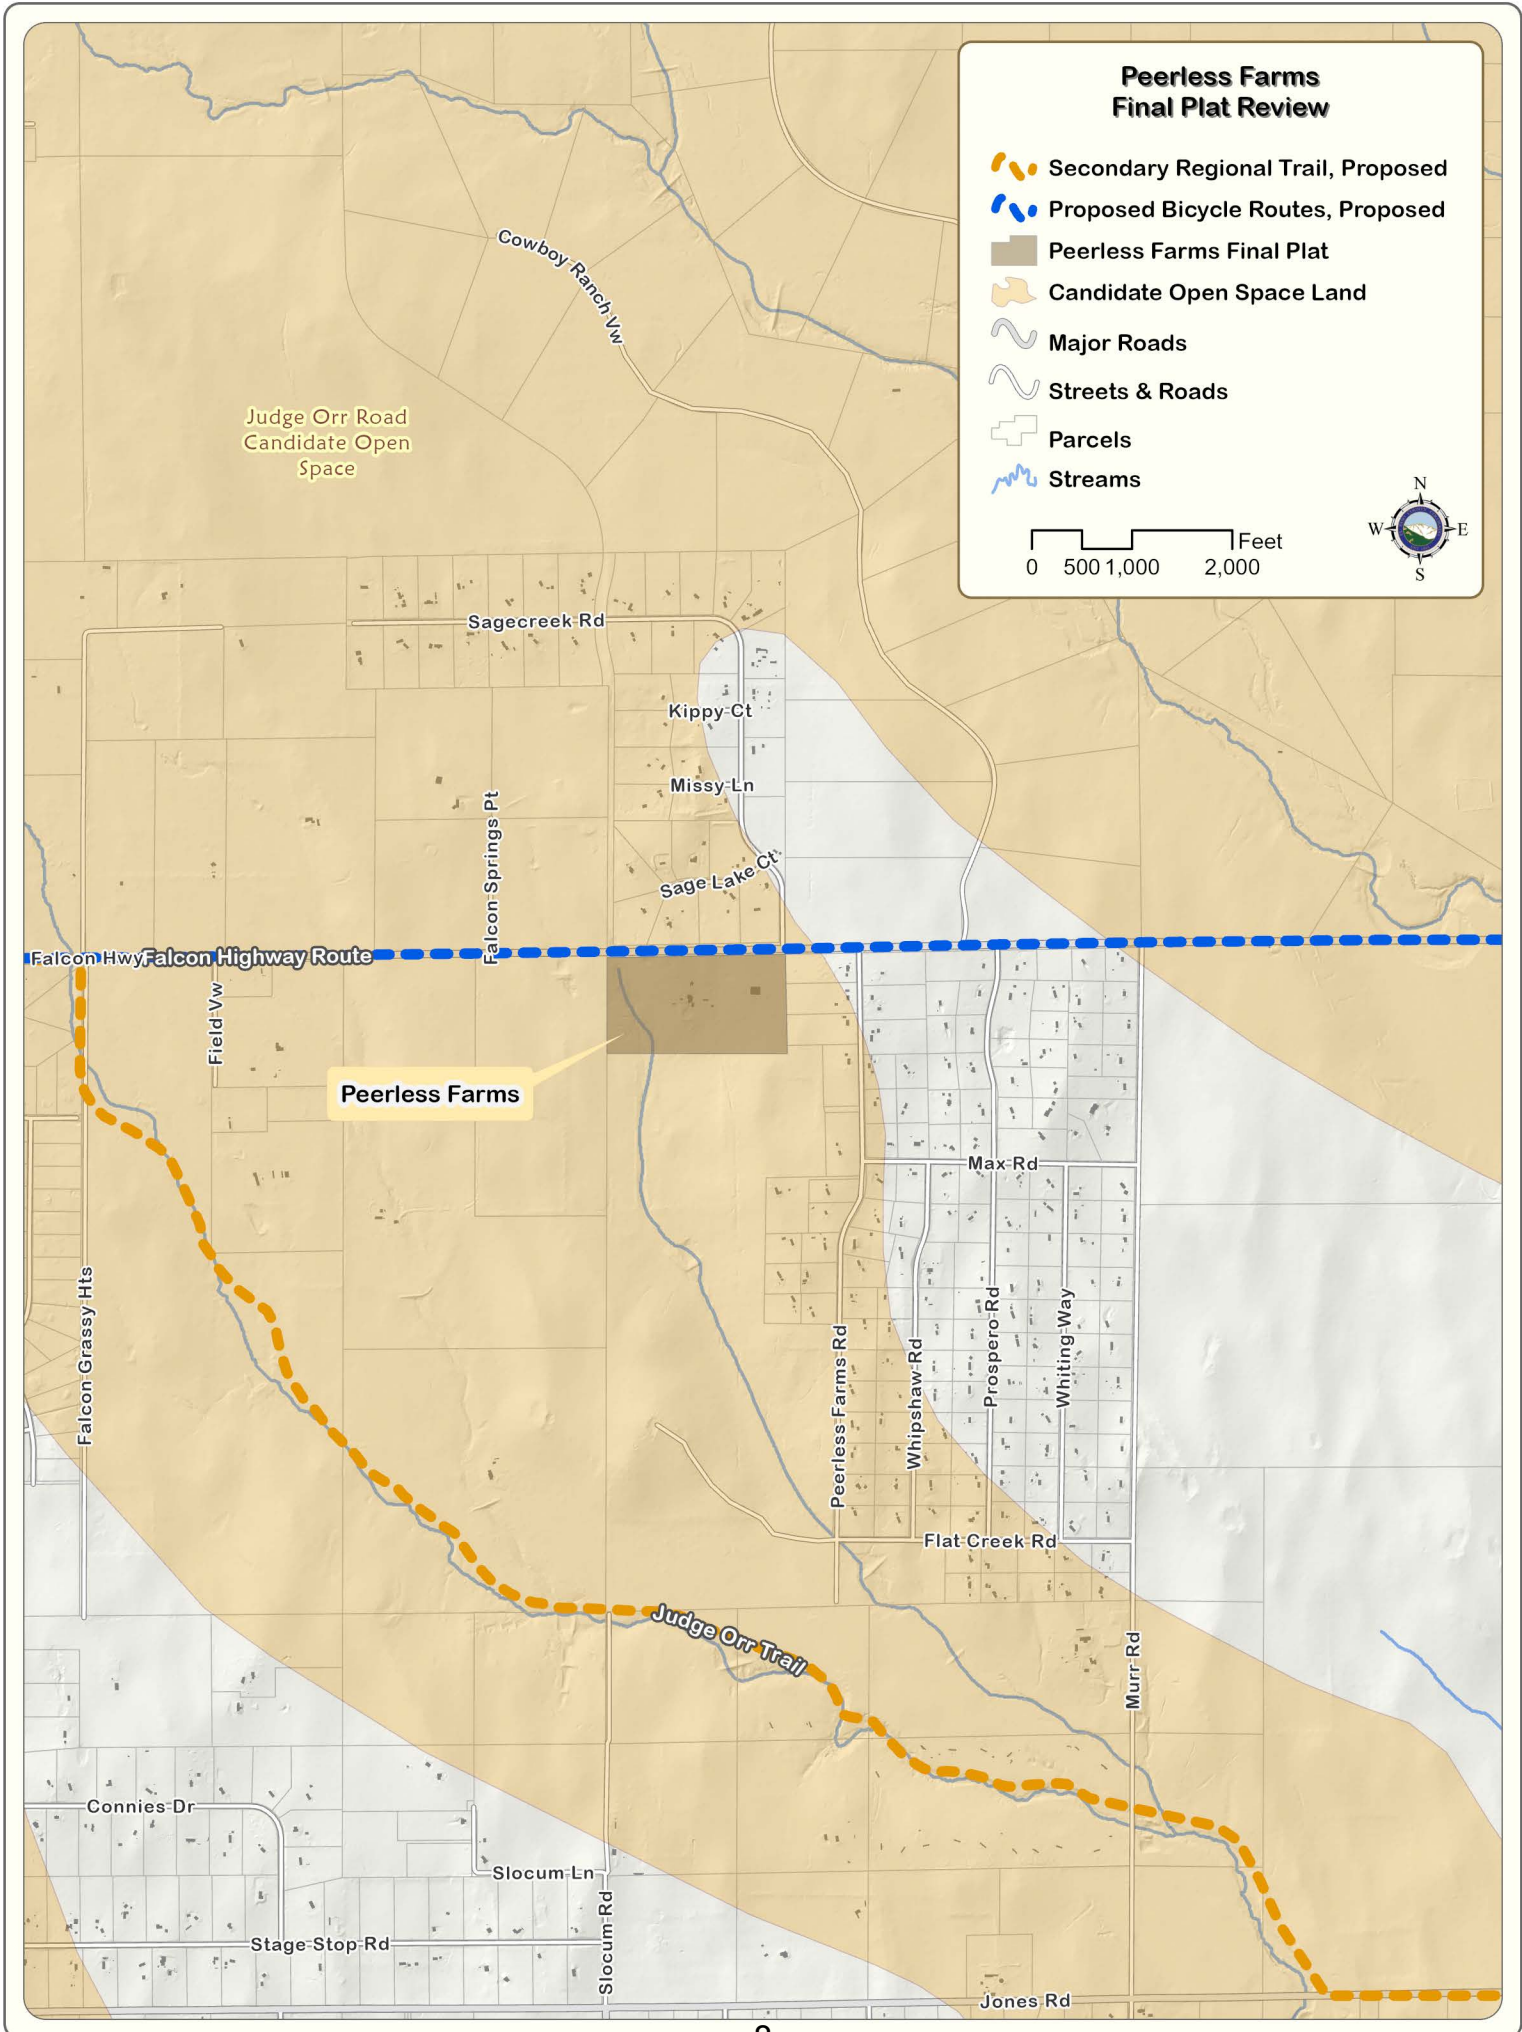 Peerless Farms
Final Plat Review
Secondary Regional Trail, Proposed
Proposed Bicycle Routes, Proposed
Peerless Farms Final Plat
Candidate Open Space Land
Major Roads
Streets & Roads
Parcels
Streams
N
W E
S
Feet
0 500 1,000 2,000
Cowboy Ranch Vw
Judge Orr Road
Candidate Open
Space
Sagecreek Rd
Kippy Ct
Missy Ln
Falcon Springs Pt
Sage Lake Ct
Falcon Hwy
Falcon Highway Route
Field Vw
Peerless Farms
Max Rd
Falcon Grassy Hts
Peerless Farms Rd
Whipshaw Rd
Prospero Rd
Whiting Way
Flat Creek Rd
Judge Orr Trail
Murr Rd
Connies Dr
Slocum Ln
Slocum Rd
Stage Stop Rd
Jones Rd